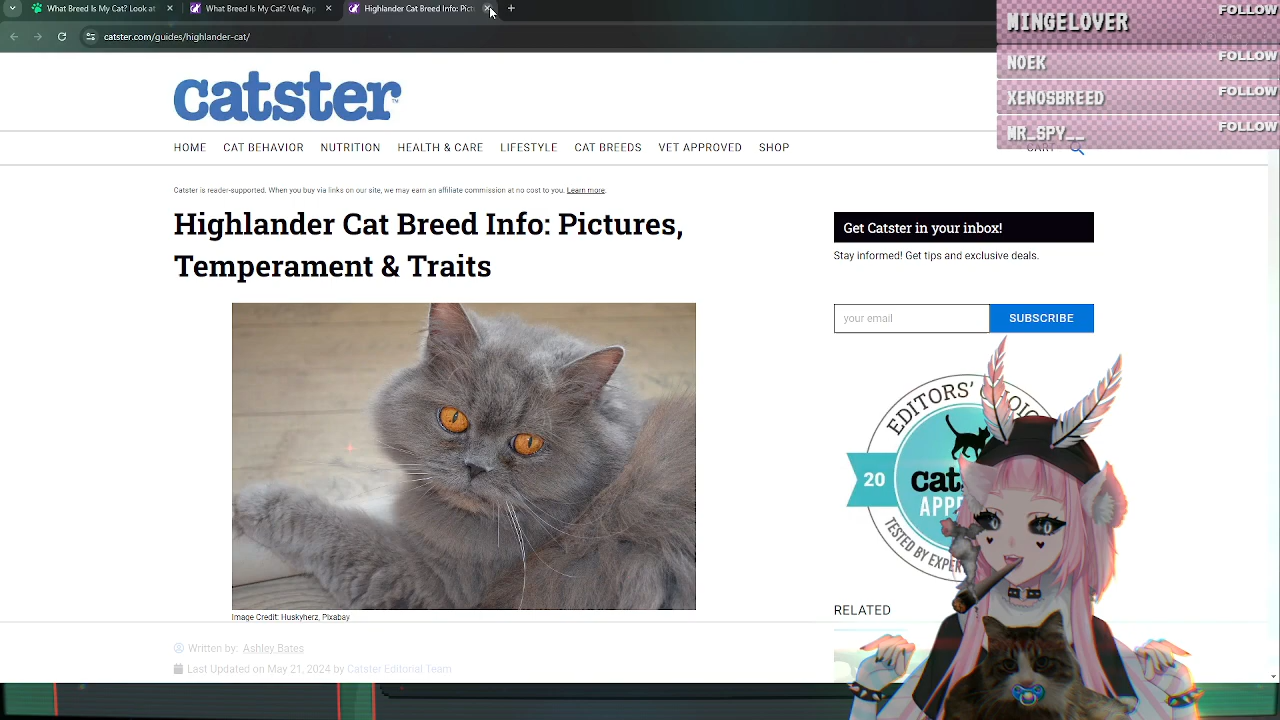 What Breed Is My Cat? Look at
What Breed Is My Cat? Vet App
Highlander Cat Breed Info: Pict
catster.com/guides/highlander-cat/
MINGELOVER FOLLOW
NOEK FOLLOW
XENOSBREED FOLLOW
MR_SPY__ FOLLOW
catster
HOME CAT BEHAVIOR NUTRITION HEALTH & CARE LIFESTYLE CAT BREEDS VET APPROVED SHOP CART
Catster is reader-supported. When you buy via links on our site, we may earn an affiliate commission at no cost to you. Learn more.
Highlander Cat Breed Info: Pictures,
Temperament & Traits
Image Credit: Huskyherz, Pixabay
Written by: Ashley Bates
Last Updated on May 21, 2024 by Catster Editorial Team
Get Catster in your inbox!
Stay informed! Get tips and exclusive deals.
your email SUBSCRIBE
EDITORS' CHOICE
20
cats
APP
TESTED BY EXPER
RELATED